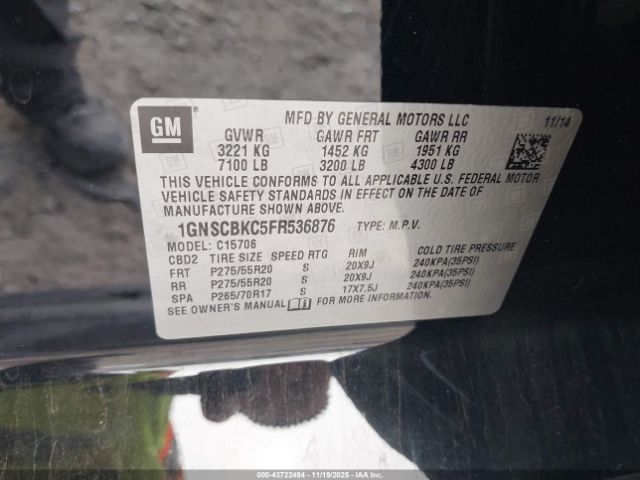 GM
MFD BY GENERAL MOTORS LLC 11/14
GVWR GAWR FRT GAWR RR
3221 KG 1452 KG 1951 KG
7100 LB 3200 LB 4300 LB
THIS VEHICLE CONFORMS TO ALL APPLICABLE U.S. FEDERAL MOTOR
VEHICLE SAFETY STANDARDS IN EFFECT ON THE DATE OF
MANUFACTURE SHOWN ABOVE.
1GNSCBKC5FR536876 TYPE: M.P.V.
MODEL: C15706
CBD2 TIRE SIZE SPEED RTG RIM COLD TIRE PRESSURE
FRT P275/55R20 S 20X9J 240KPA(35PSI)
RR P275/55R20 S 20X9J 240KPA(35PSI)
SPA P265/70R17 S 17X7.5J 240KPA(35PSI)
SEE OWNER'S MANUAL FOR MORE INFORMATION
000-43722494 | 11/19/2025 - IAACOM